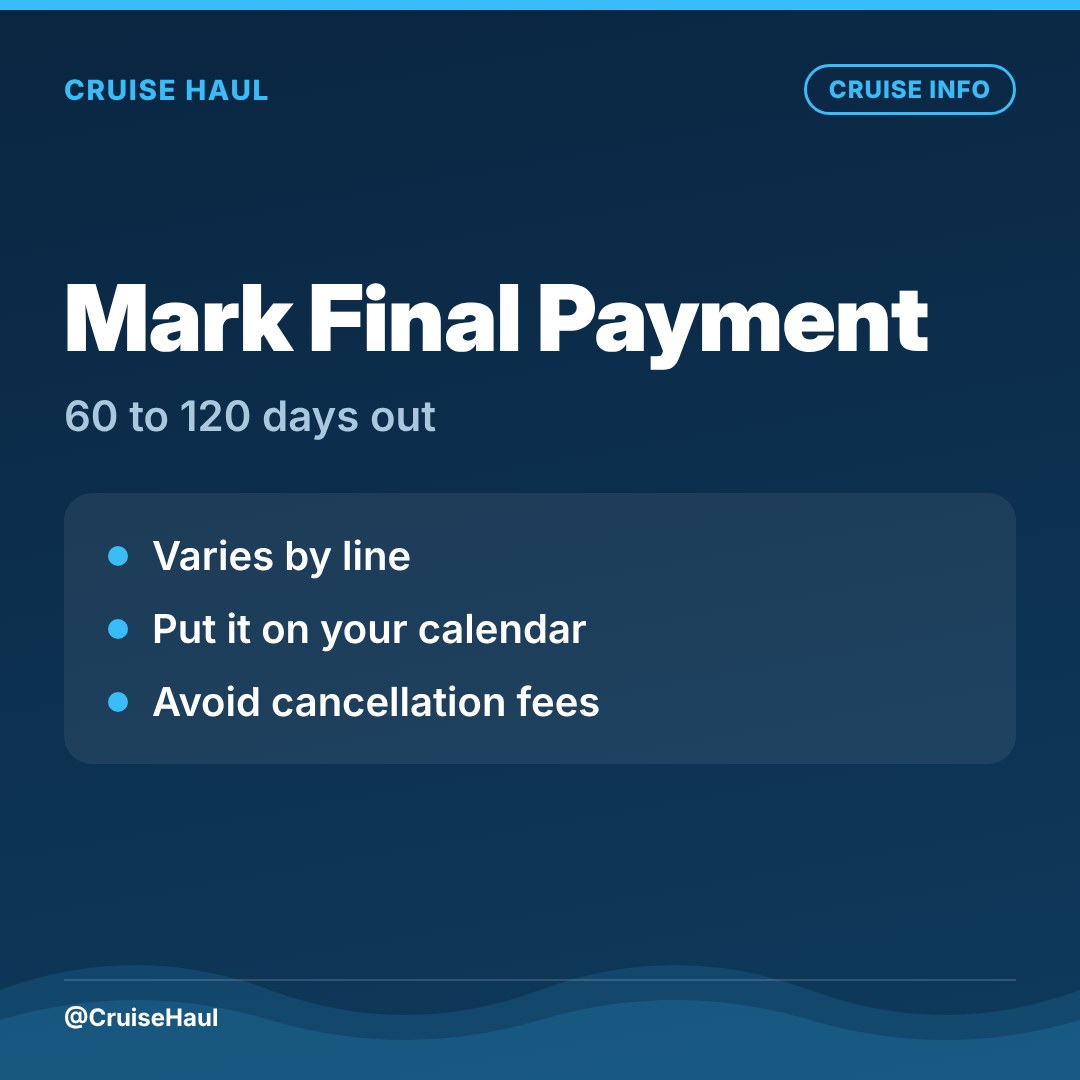 CRUISE HAUL
CRUISE INFO
Mark Final Payment
60 to 120 days out
Varies by line
Put it on your calendar
Avoid cancellation fees
@CruiseHaul